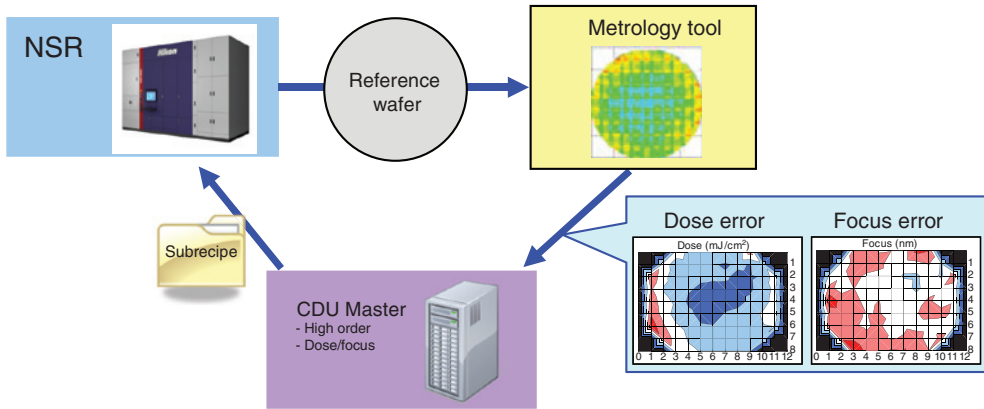 NSR
Nikon
Reference
wafer
Metrology tool
Subrecipe
CDU Master
- High order
- Dose/focus
Dose error
Focus error
Dose (mJ/cm²)
Focus (nm)
1
2
3
4
5
6
7
8
0 1 2 3 4 5 6 7 8 9 10 11 12
1
2
3
4
5
6
7
8
0 1 2 3 4 5 6 7 8 9 10 11 12